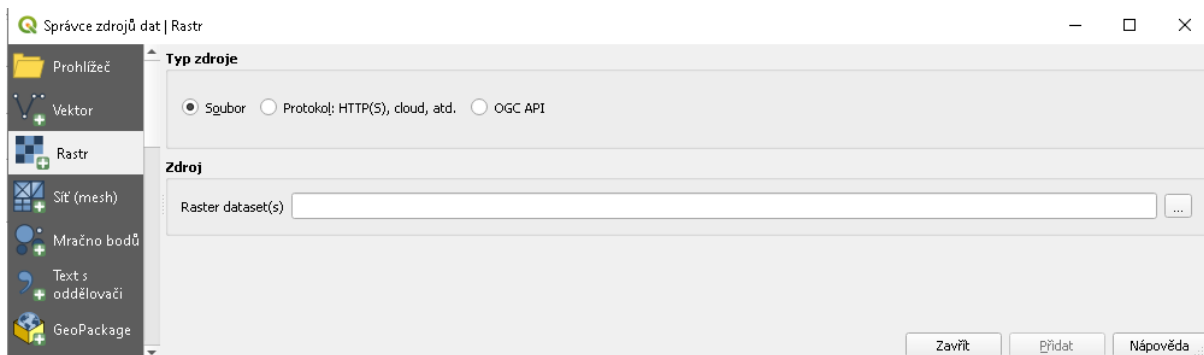 Správce zdrojů dat | Rastr
Prohlížeč
Vektor
Rastr
Síť (mesh)
Mračno bodů
Text s
oddělovači
GeoPackage
Typ zdroje
Soubor
Protokol: HTTP(S), cloud, atd.
OGC API
Zdroj
Raster dataset(s)
...
Zavřít
Přidat
Nápověda